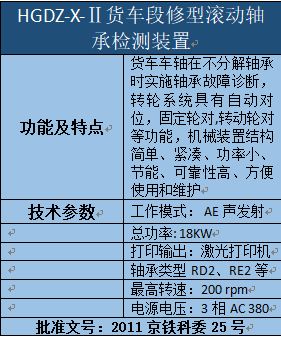 HGDZ-X-Ⅱ货车段修型滚动轴
承检测装置
货车车轴在不分解轴承
时实施轴承故障诊断，
转轮系统具有自动对
位，固定轮对,转动轮对
功能及特点
等功能，机械装置结构
简单、紧凑、功率小、
节能、可靠性高、方便
使用和维护
技术参数
工作模式：AE声发射
总功率: 18KW
打印输出：激光打印机
轴承类型 RD2、RE2 等
最高转速：200 rpm
电源电压：3 相 AC 380
批准文号：2011 京铁科委 25 号